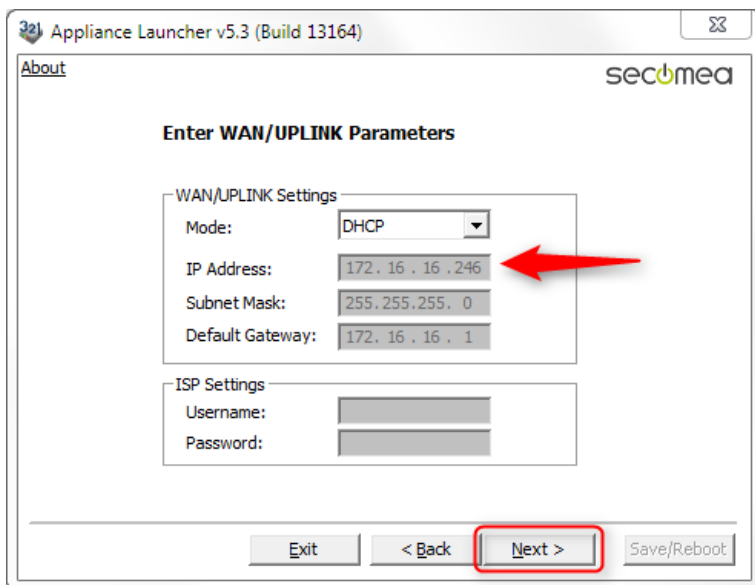 321 Appliance Launcher v5.3 (Build 13164)
About
secomea
Enter WAN/UPLINK Parameters
WAN/UPLINK Settings
Mode: DHCP
IP Address: 172. 16 . 16 .246
Subnet Mask: 255.255.255. 0
Default Gateway: 172. 16 . 16 . 1
ISP Settings
Username:
Password:
Exit < Back Next > Save/Reboot